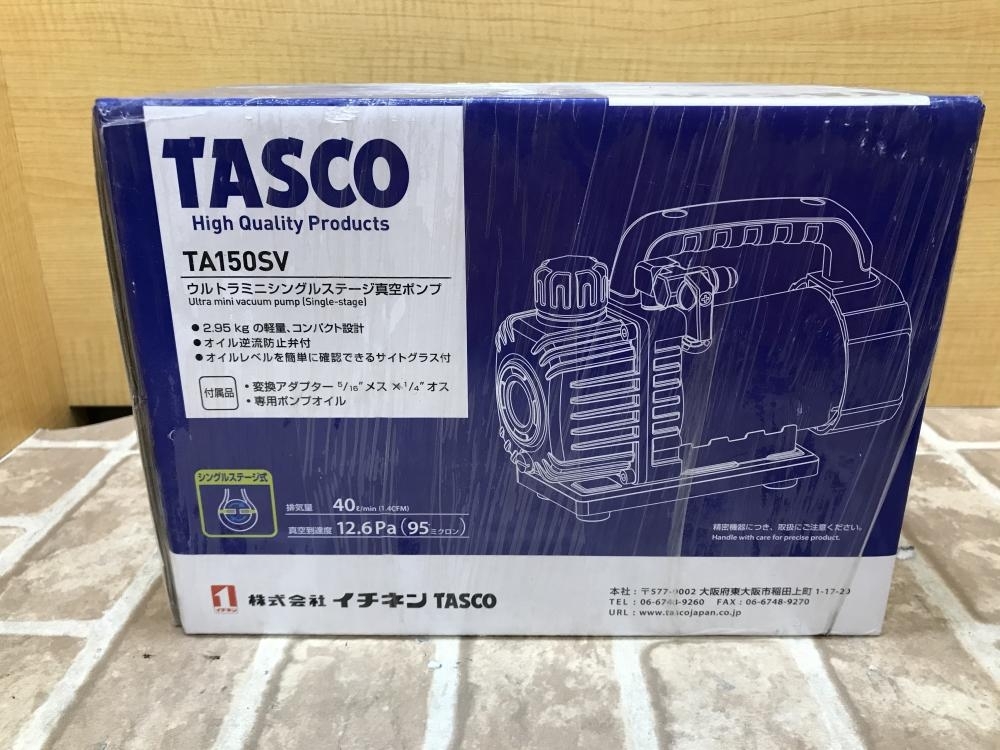 TASCO
High Quality Products
TA150SV
ウルトラミニシングルステージ真空ポンプ
Ultra mini vacuum pump (Single-stage)
● 2.95 kg の軽量、コンパクト設計
● オイル逆流防止弁付
● オイルレベルを簡単に確認できるサイトグラス付
付属品
・変換アダプター 5/16" メス × 1/4" オス
・専用ポンプオイル
シングルステージ式
排気量 40ℓ/min (1.4CFM)
真空到達度 12.6Pa (95ミクロン)
精密機器につき、取扱にご注意ください。
Handle with care for precise product.
イチネン
株式会社 イチネン TASCO
本社 : 〒577-0002 大阪府東大阪市稲田上町 1-17-20
TEL : 06-6748-9260 FAX : 06-6748-9270
URL : www.tascojapan.co.jp